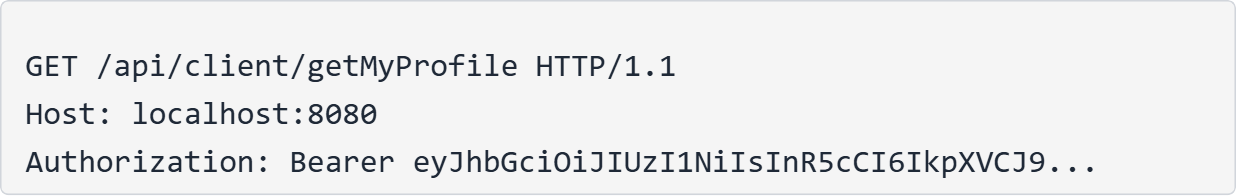 GET /api/client/getMyProfile HTTP/1.1
Host: localhost:8080
Authorization: Bearer eyJhbGciOiJIUzI1NiIsInR5cCI6IkpXVCJ9...